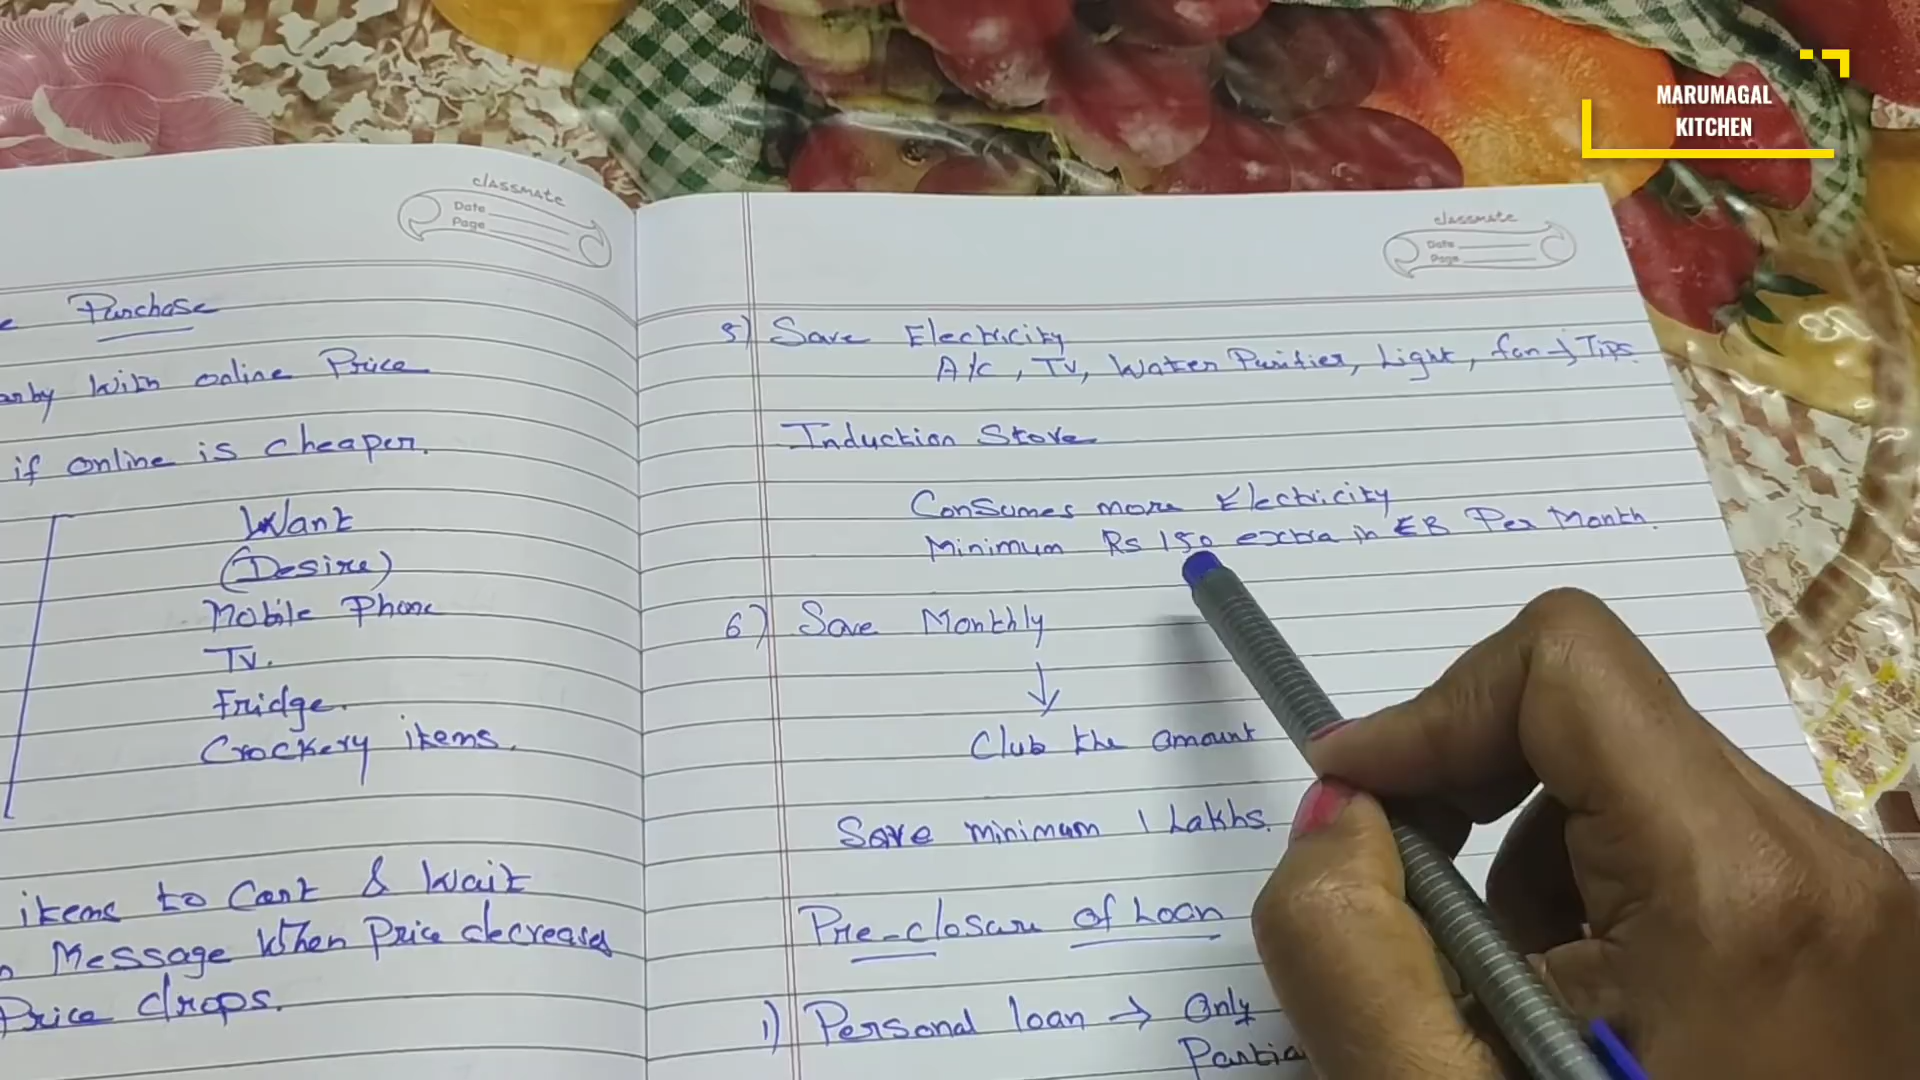 MARUMAGAL
KITCHEN
classmate
Date
Page
Purchase
with online Price
if online is cheaper.
Want
(Desire)
Mobile Phone
Tv.
Fridge.
Crockery items.
items to Cart & Wait
Message When Price decreases
Price drops.
classmate
Date
Page
5) Save Electricity
A/c, Tv, Water Purifier, Light, fan → Tips
Induction Stove
Consumes more Electricity
Minimum Rs 150 extra in EB Per Month.
6) Save Monthly
↓
Club the amount
Save minimum 1 Lakhs.
Pre-closure of Loan
1) Personal loan → Only